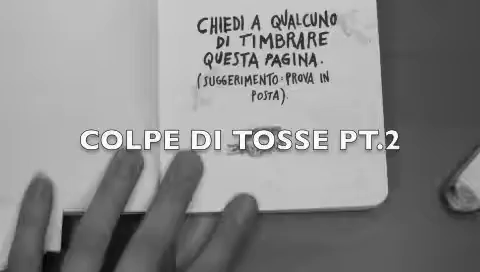 CHIEDI A QUALCUNO
DI TIMBRARE
QUESTA PAGINA.
(SUGGERIMENTO: PROVA IN
POSTA).
COLPE DI TOSSE PT.2